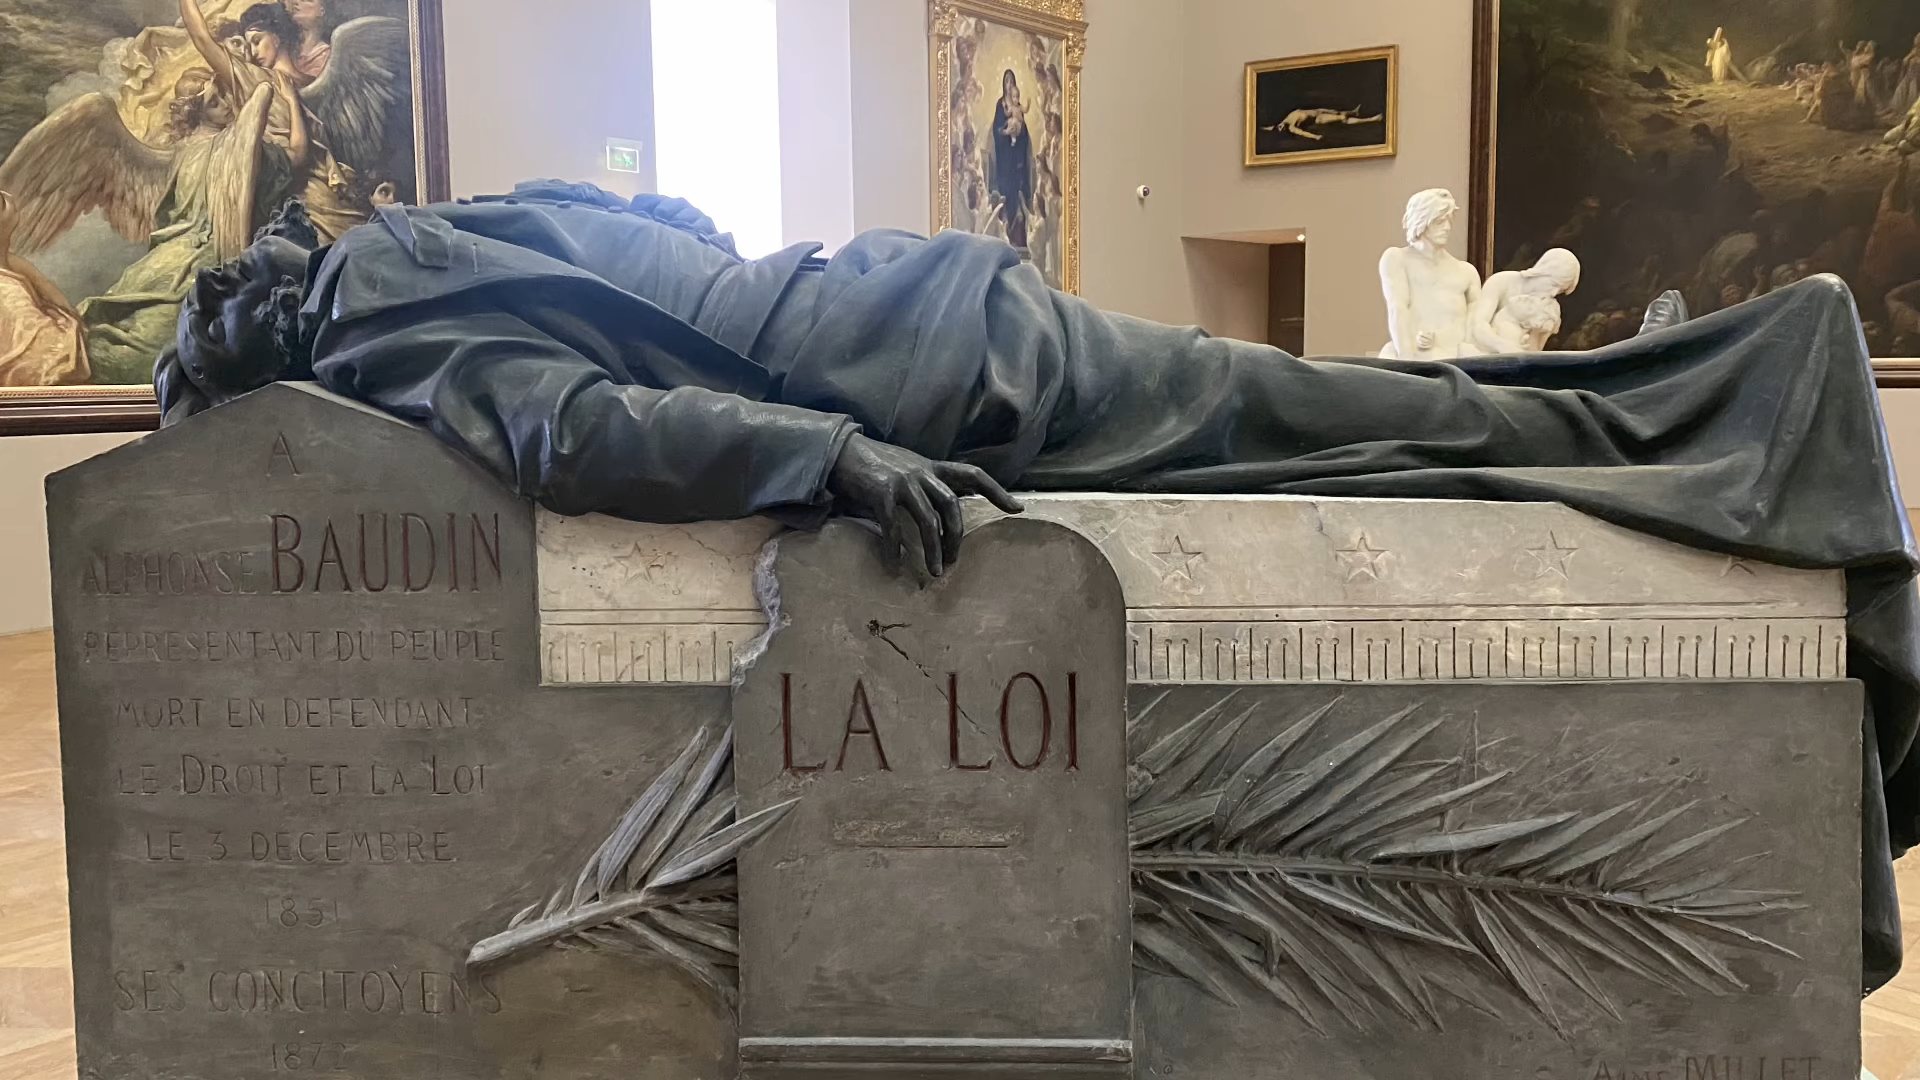 A
ALPHONSE BAUDIN
REPRESENTANT DU PEUPLE
MORT EN DEFENDANT
LE DROIT ET LA LOI
LE 3 DECEMBRE
1851
SES CONCITOYENS
1872
LA LOI
AIME MILLET